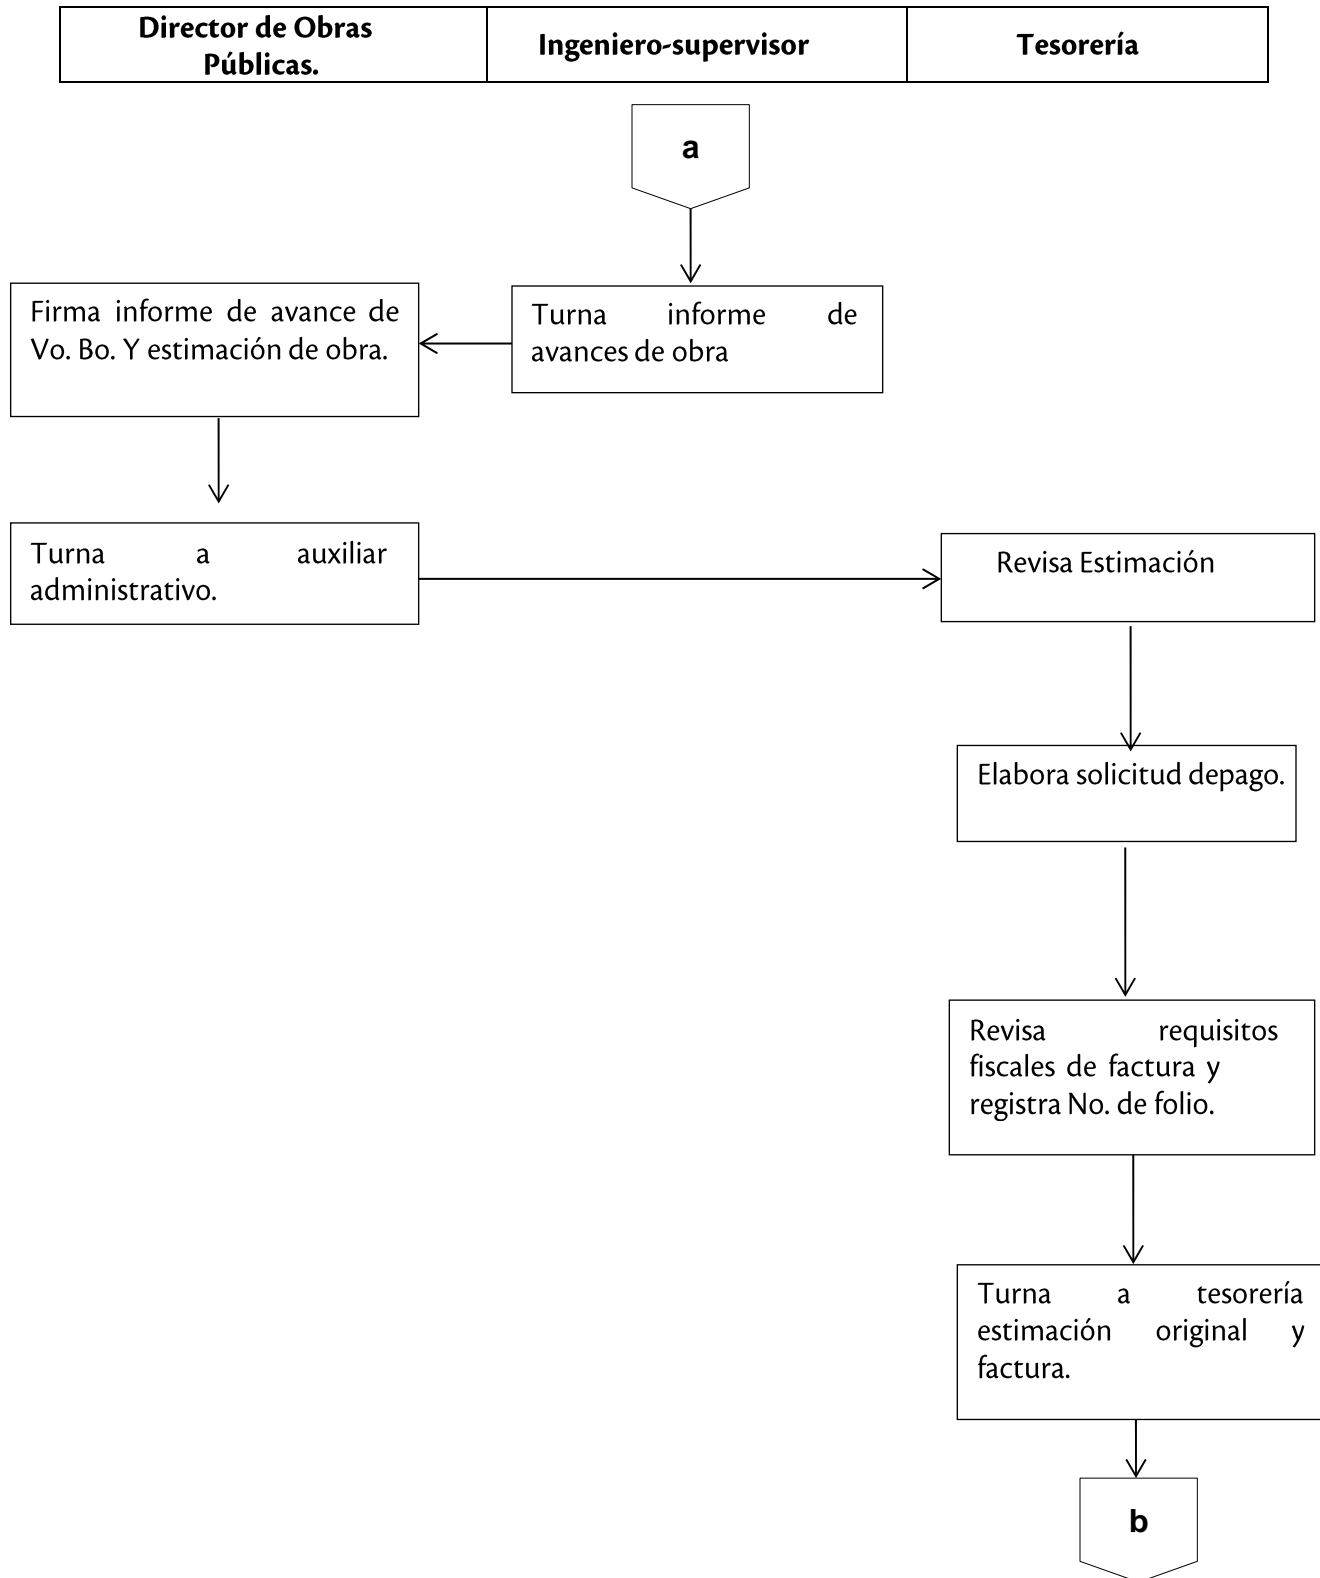 Director de Obras
Públicas.
Ingeniero-supervisor
Tesorería
a
Firma informe de avance de
Vo. Bo. Y estimación de obra.
Turna informe de
avances de obra
Turna a auxiliar
administrativo.
Revisa Estimación
Elabora solicitud depago.
Revisa requisitos
fiscales de factura y
registra No. de folio.
Turna a tesorería
estimación original y
factura.
b